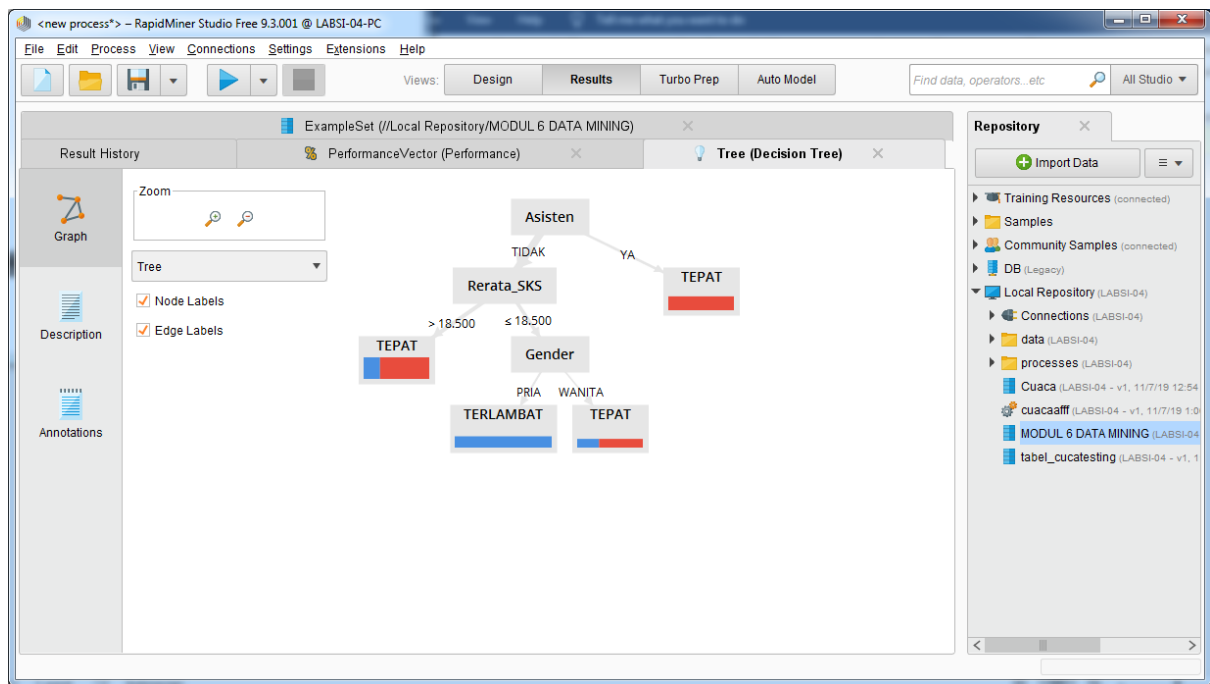 <new process*> – RapidMiner Studio Free 9.3.001 @ LABSI-04-PC
File Edit Process View Connections Settings Extensions Help
Views: Design Results Turbo Prep Auto Model Find data, operators...etc All Studio
ExampleSet (//Local Repository/MODUL 6 DATA MINING)
Result History PerformanceVector (Performance) Tree (Decision Tree)
Graph
Description
Annotations
Zoom
Tree
Node Labels
Edge Labels
Asisten
TIDAK YA
Rerata_SKS TEPAT
> 18.500 ≤ 18.500
TEPAT Gender
PRIA WANITA
TERLAMBAT TEPAT
Repository
Import Data
Training Resources (connected)
Samples
Community Samples (connected)
DB (Legacy)
Local Repository (LABSI-04)
Connections (LABSI-04)
data (LABSI-04)
processes (LABSI-04)
Cuaca (LABSI-04 - v1, 11/7/19 12:54
cuacaafff (LABSI-04 - v1, 11/7/19 1:0
MODUL 6 DATA MINING (LABSI-04
tabel_cucatesting (LABSI-04 - v1, 1